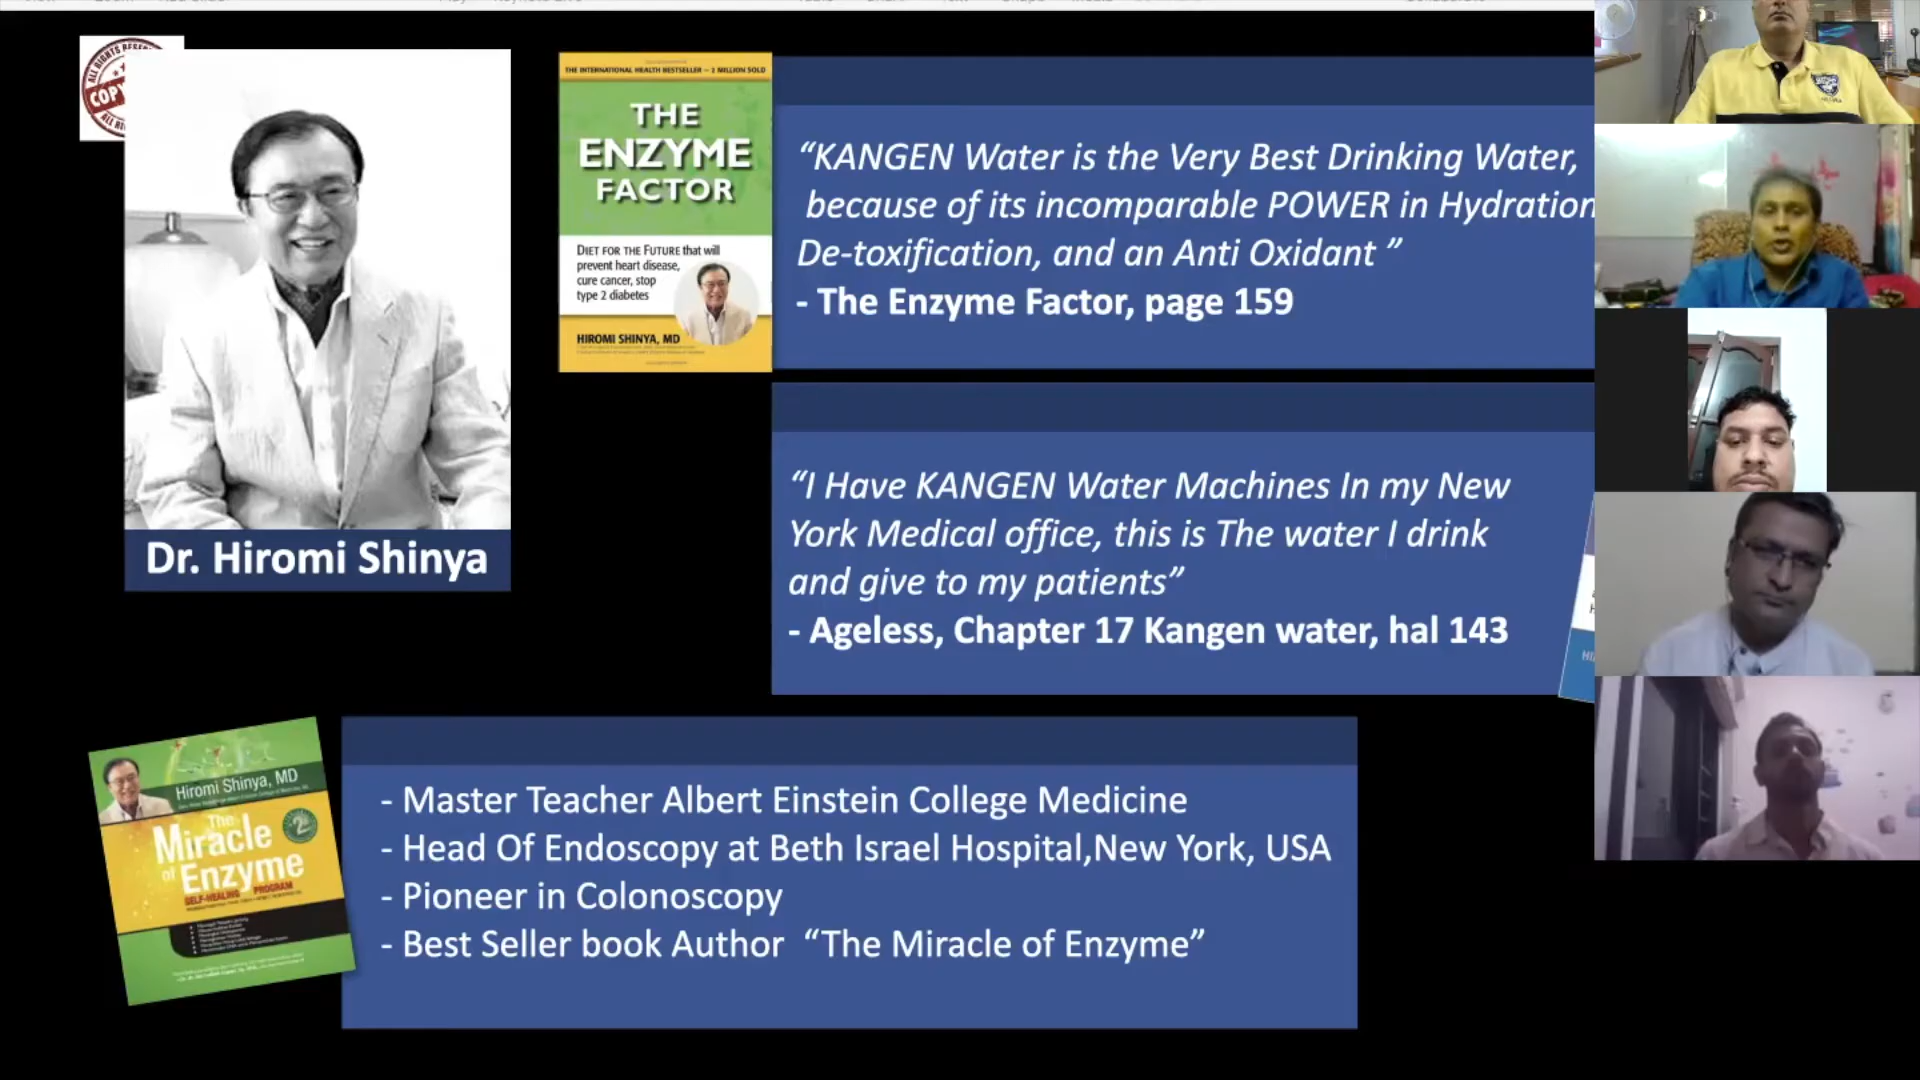 ALL RIGHTS RESE
COPY
THE INTERNATIONAL HEALTH BESTSELLER – 2 MILLION SOLD
THE
ENZYME
FACTOR
DIET FOR THE FUTURE that will
prevent heart disease,
cure cancer, stop
type 2 diabetes
HIROMI SHINYA, MD
“KANGEN Water is the Very Best Drinking Water,
because of its incomparable POWER in Hydration
De-toxification, and an Anti Oxidant ”
- The Enzyme Factor, page 159
“I Have KANGEN Water Machines In my New
York Medical office, this is The water I drink
and give to my patients”
- Ageless, Chapter 17 Kangen water, hal 143
Dr. Hiromi Shinya
Hiromi Shinya, MD
The
Miracle
of Enzyme
SELF-HEALING PROGRAM
- Master Teacher Albert Einstein College Medicine
- Head Of Endoscopy at Beth Israel Hospital,New York, USA
- Pioneer in Colonoscopy
- Best Seller book Author “The Miracle of Enzyme”